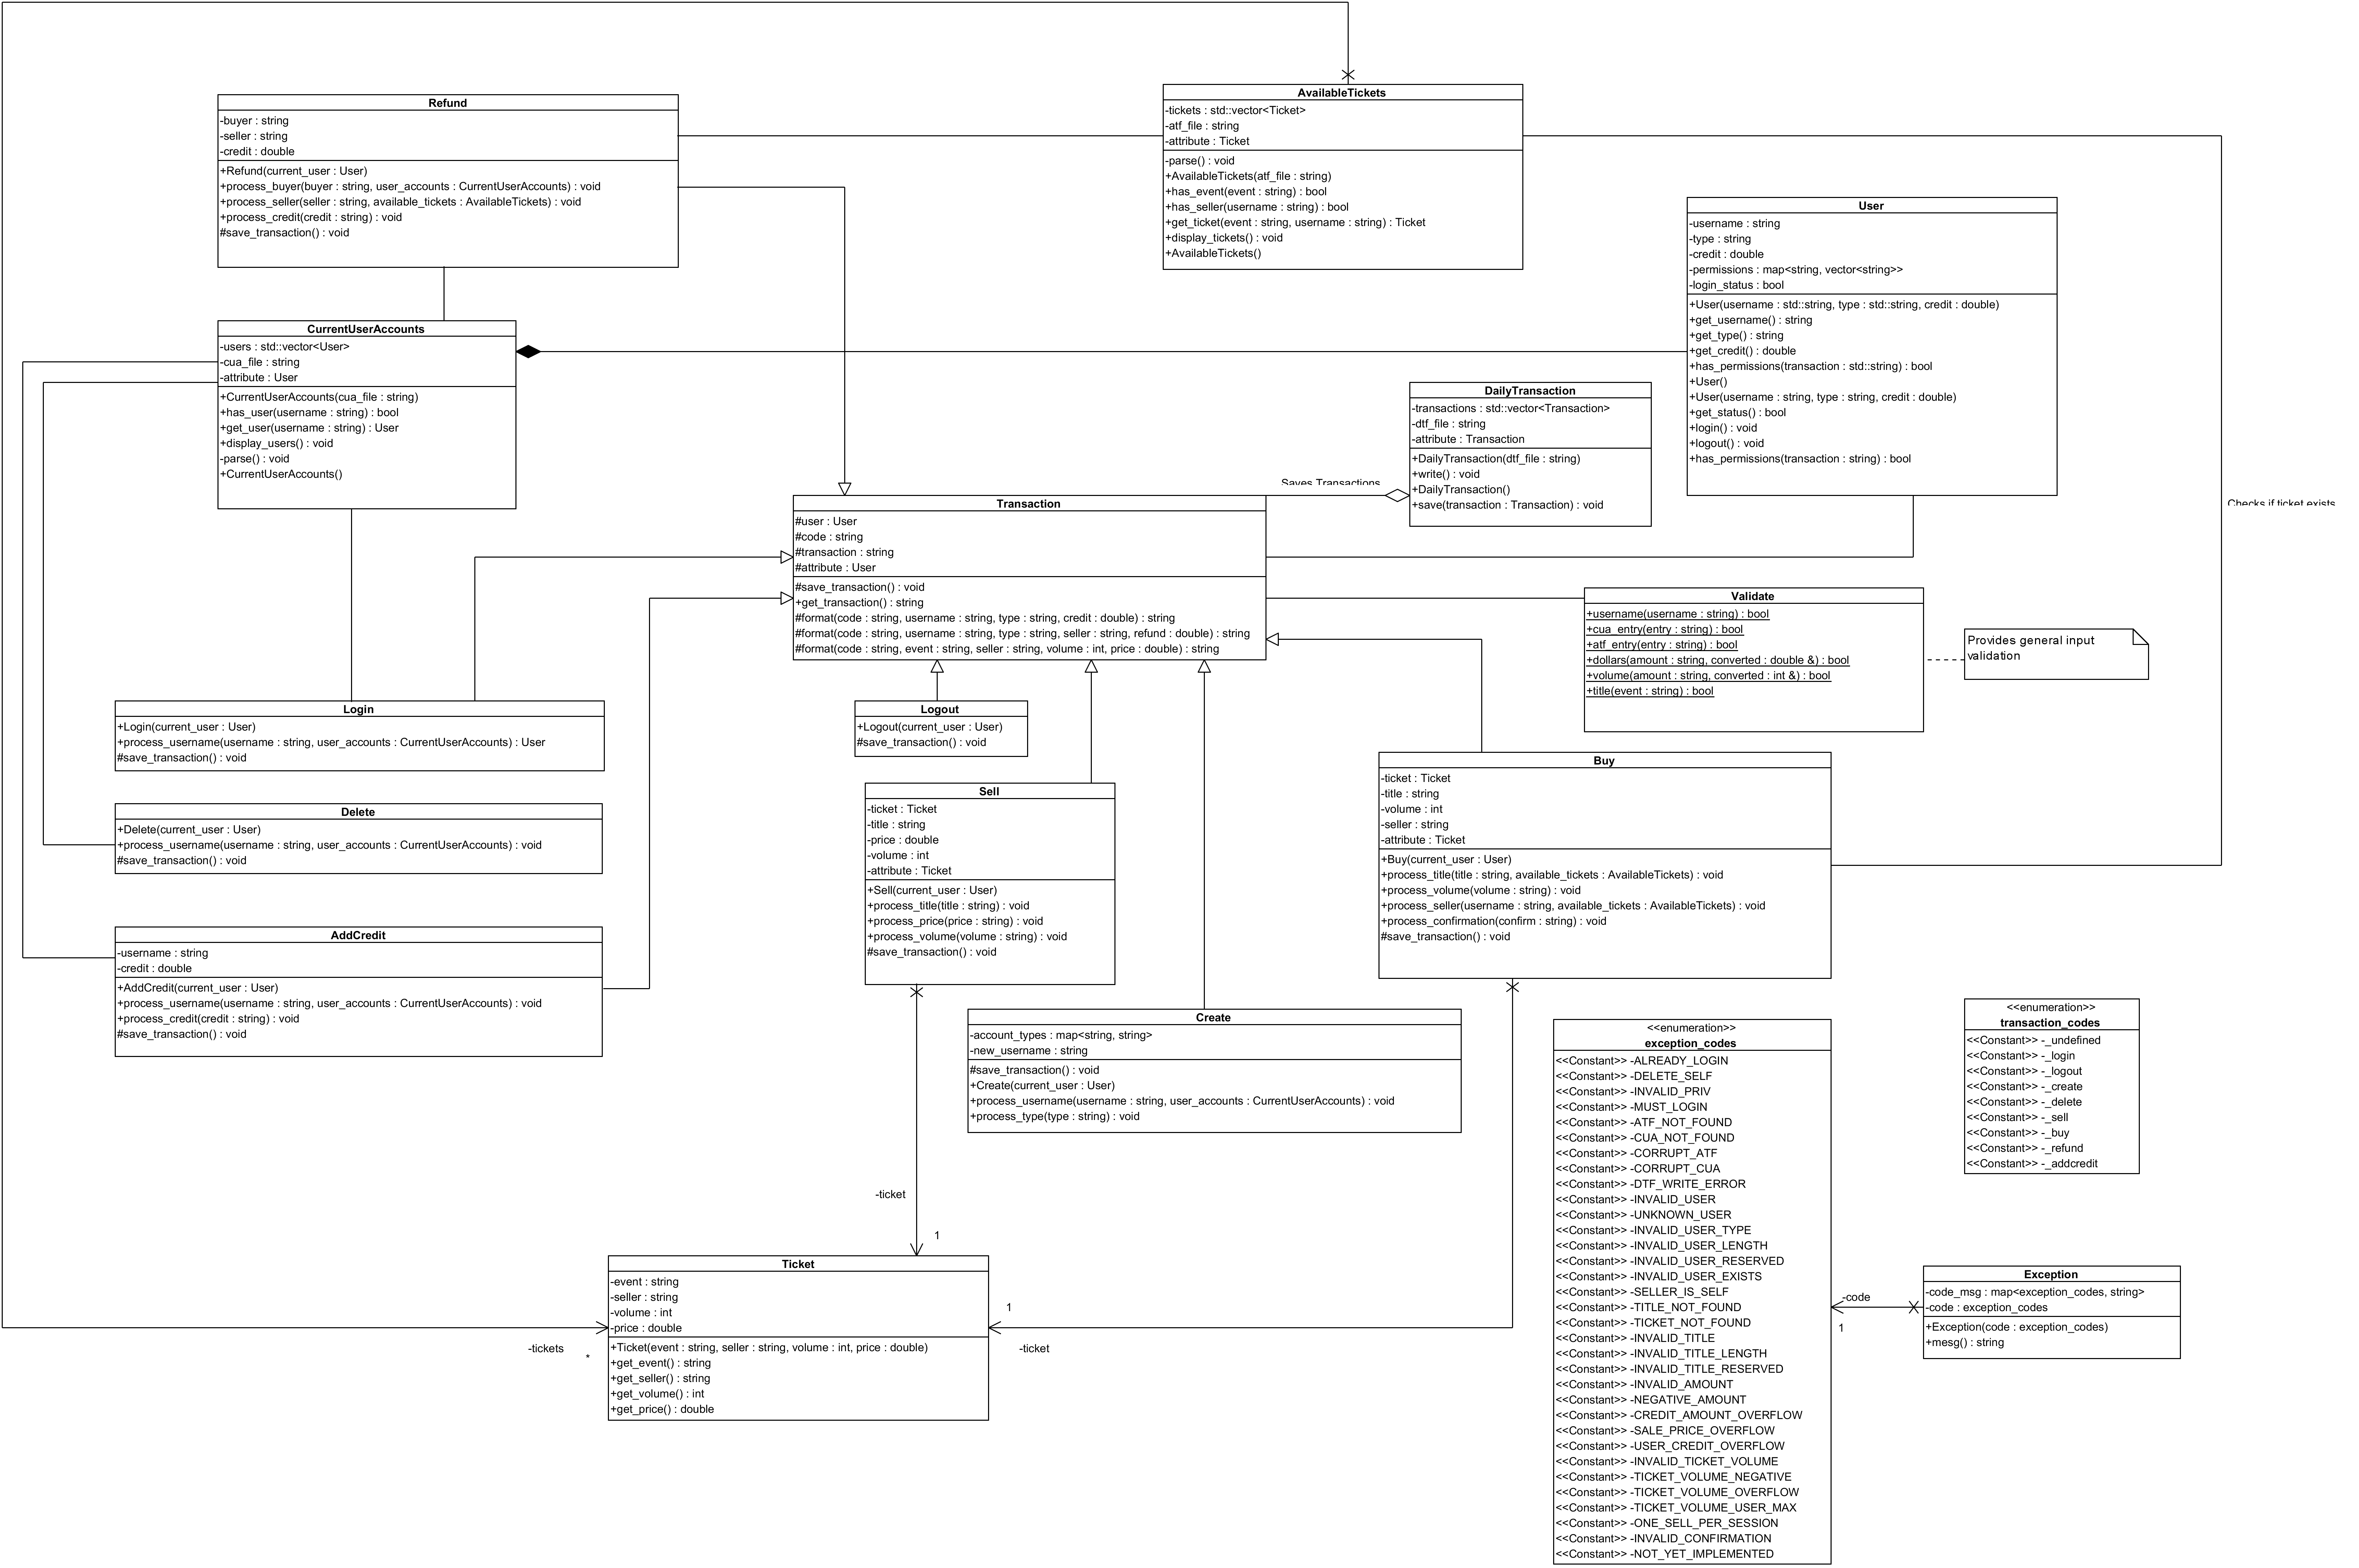 Refund
-buyer : string
-seller : string
-credit : double
+Refund(current_user : User)
+process_buyer(buyer : string, user_accounts : CurrentUserAccounts) : void
+process_seller(seller : string, available_tickets : AvailableTickets) : void
+process_credit(credit : string) : void
#save_transaction() : void
AvailableTickets
-tickets : std::vector<Ticket>
-atf_file : string
-attribute : Ticket
-parse() : void
+AvailableTickets(atf_file : string)
+has_event(event : string) : bool
+has_seller(username : string) : bool
+get_ticket(event : string, username : string) : Ticket
+display_tickets() : void
+AvailableTickets()
User
-username : string
-type : string
-credit : double
-permissions : map<string, vector<string>>
-login_status : bool
+User(username : std::string, type : std::string, credit : double)
+get_username() : string
+get_type() : string
+get_credit() : double
+has_permissions(transaction : std::string) : bool
+User()
+User(username : string, type : string, credit : double)
+get_status() : bool
+login() : void
+logout() : void
+has_permissions(transaction : string) : bool
CurrentUserAccounts
-users : std::vector<User>
-cua_file : string
-attribute : User
+CurrentUserAccounts(cua_file : string)
+has_user(username : string) : bool
+get_user(username : string) : User
+display_users() : void
-parse() : void
+CurrentUserAccounts()
DailyTransaction
-transactions : std::vector<Transaction>
-dtf_file : string
-attribute : Transaction
+DailyTransaction(dtf_file : string)
+write() : void
+DailyTransaction()
+save(transaction : Transaction) : void
Saves Transactions
Checks if ticket exists
Transaction
#user : User
#code : string
#transaction : string
#attribute : User
#save_transaction() : void
+get_transaction() : string
#format(code : string, username : string, type : string, credit : double) : string
#format(code : string, username : string, type : string, seller : string, refund : double) : string
#format(code : string, event : string, seller : string, volume : int, price : double) : string
Validate
+username(username : string) : bool
+cua_entry(entry : string) : bool
+atf_entry(entry : string) : bool
+dollars(amount : string, converted : double &) : bool
+volume(amount : string, converted : int &) : bool
+title(event : string) : bool
Provides general input
validation
Login
+Login(current_user : User)
+process_username(username : string, user_accounts : CurrentUserAccounts) : User
#save_transaction() : void
Logout
+Logout(current_user : User)
#save_transaction() : void
Delete
+Delete(current_user : User)
+process_username(username : string, user_accounts : CurrentUserAccounts) : void
#save_transaction() : void
Sell
-ticket : Ticket
-title : string
-price : double
-volume : int
-attribute : Ticket
+Sell(current_user : User)
+process_title(title : string) : void
+process_price(price : string) : void
+process_volume(volume : string) : void
#save_transaction() : void
Buy
-ticket : Ticket
-title : string
-volume : int
-seller : string
-attribute : Ticket
+Buy(current_user : User)
+process_title(title : string, available_tickets : AvailableTickets) : void
+process_volume(volume : string) : void
+process_seller(username : string, available_tickets : AvailableTickets) : void
+process_confirmation(confirm : string) : void
#save_transaction() : void
AddCredit
-username : string
-credit : double
+AddCredit(current_user : User)
+process_username(username : string, user_accounts : CurrentUserAccounts) : void
+process_credit(credit : string) : void
#save_transaction() : void
Create
-account_types : map<string, string>
-new_username : string
#save_transaction() : void
+Create(current_user : User)
+process_username(username : string, user_accounts : CurrentUserAccounts) : void
+process_type(type : string) : void
<<enumeration>>
exception_codes
<<Constant>> -ALREADY_LOGIN
<<Constant>> -DELETE_SELF
<<Constant>> -INVALID_PRIV
<<Constant>> -MUST_LOGIN
<<Constant>> -ATF_NOT_FOUND
<<Constant>> -CUA_NOT_FOUND
<<Constant>> -CORRUPT_ATF
<<Constant>> -CORRUPT_CUA
<<Constant>> -DTF_WRITE_ERROR
<<Constant>> -INVALID_USER
<<Constant>> -UNKNOWN_USER
<<Constant>> -INVALID_USER_TYPE
<<Constant>> -INVALID_USER_LENGTH
<<Constant>> -INVALID_USER_RESERVED
<<Constant>> -INVALID_USER_EXISTS
<<Constant>> -SELLER_IS_SELF
<<Constant>> -TITLE_NOT_FOUND
<<Constant>> -TICKET_NOT_FOUND
<<Constant>> -INVALID_TITLE
<<Constant>> -INVALID_TITLE_LENGTH
<<Constant>> -INVALID_TITLE_RESERVED
<<Constant>> -INVALID_AMOUNT
<<Constant>> -NEGATIVE_AMOUNT
<<Constant>> -CREDIT_AMOUNT_OVERFLOW
<<Constant>> -SALE_PRICE_OVERFLOW
<<Constant>> -USER_CREDIT_OVERFLOW
<<Constant>> -INVALID_TICKET_VOLUME
<<Constant>> -TICKET_VOLUME_NEGATIVE
<<Constant>> -TICKET_VOLUME_OVERFLOW
<<Constant>> -TICKET_VOLUME_USER_MAX
<<Constant>> -ONE_SELL_PER_SESSION
<<Constant>> -INVALID_CONFIRMATION
<<Constant>> -NOT_YET_IMPLEMENTED
<<enumeration>>
transaction_codes
<<Constant>> -_undefined
<<Constant>> -_login
<<Constant>> -_logout
<<Constant>> -_create
<<Constant>> -_delete
<<Constant>> -_sell
<<Constant>> -_buy
<<Constant>> -_refund
<<Constant>> -_addcredit
-ticket
1
Ticket
-event : string
-seller : string
-volume : int
-price : double
+Ticket(event : string, seller : string, volume : int, price : double)
+get_event() : string
+get_seller() : string
+get_volume() : int
+get_price() : double
-tickets
*
1
-ticket
-code
1
Exception
-code_msg : map<exception_codes, string>
-code : exception_codes
+Exception(code : exception_codes)
+mesg() : string